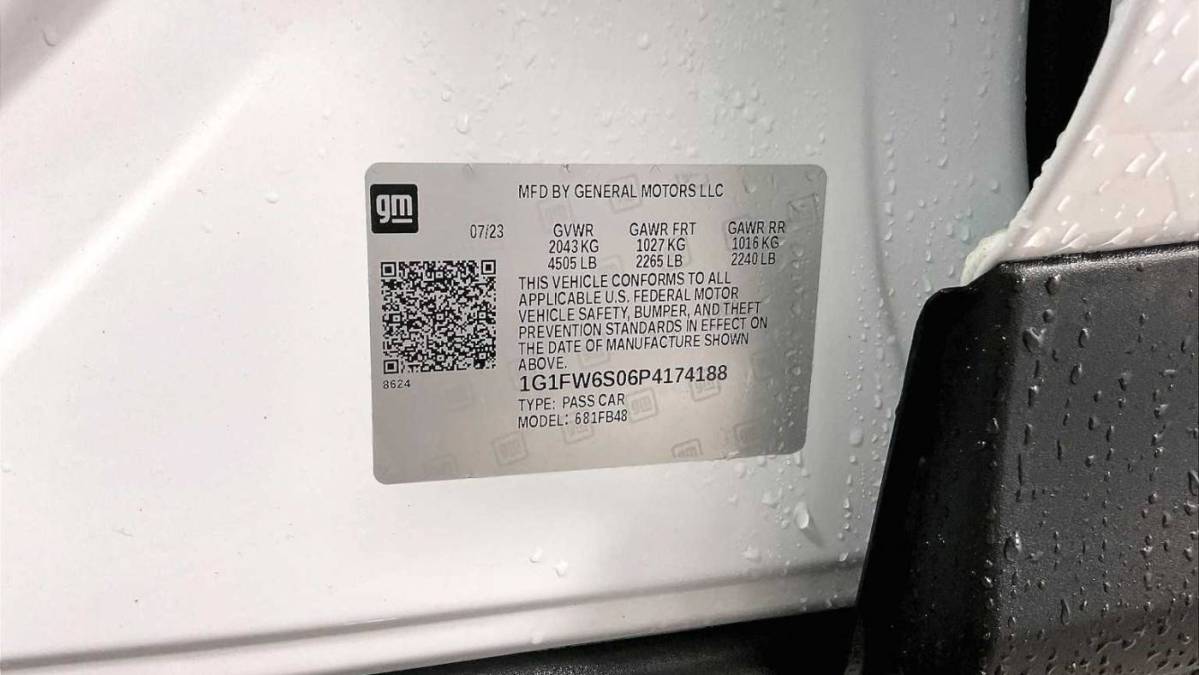 gm
MFD BY GENERAL MOTORS LLC
07/23 GVWR GAWR FRT GAWR RR
2043 KG 1027 KG 1016 KG
4505 LB 2265 LB 2240 LB
THIS VEHICLE CONFORMS TO ALL
APPLICABLE U.S. FEDERAL MOTOR
VEHICLE SAFETY, BUMPER, AND THEFT
PREVENTION STANDARDS IN EFFECT ON
THE DATE OF MANUFACTURE SHOWN
ABOVE.
8624
1G1FW6S06P4174188
TYPE: PASS CAR
MODEL: 681FB48